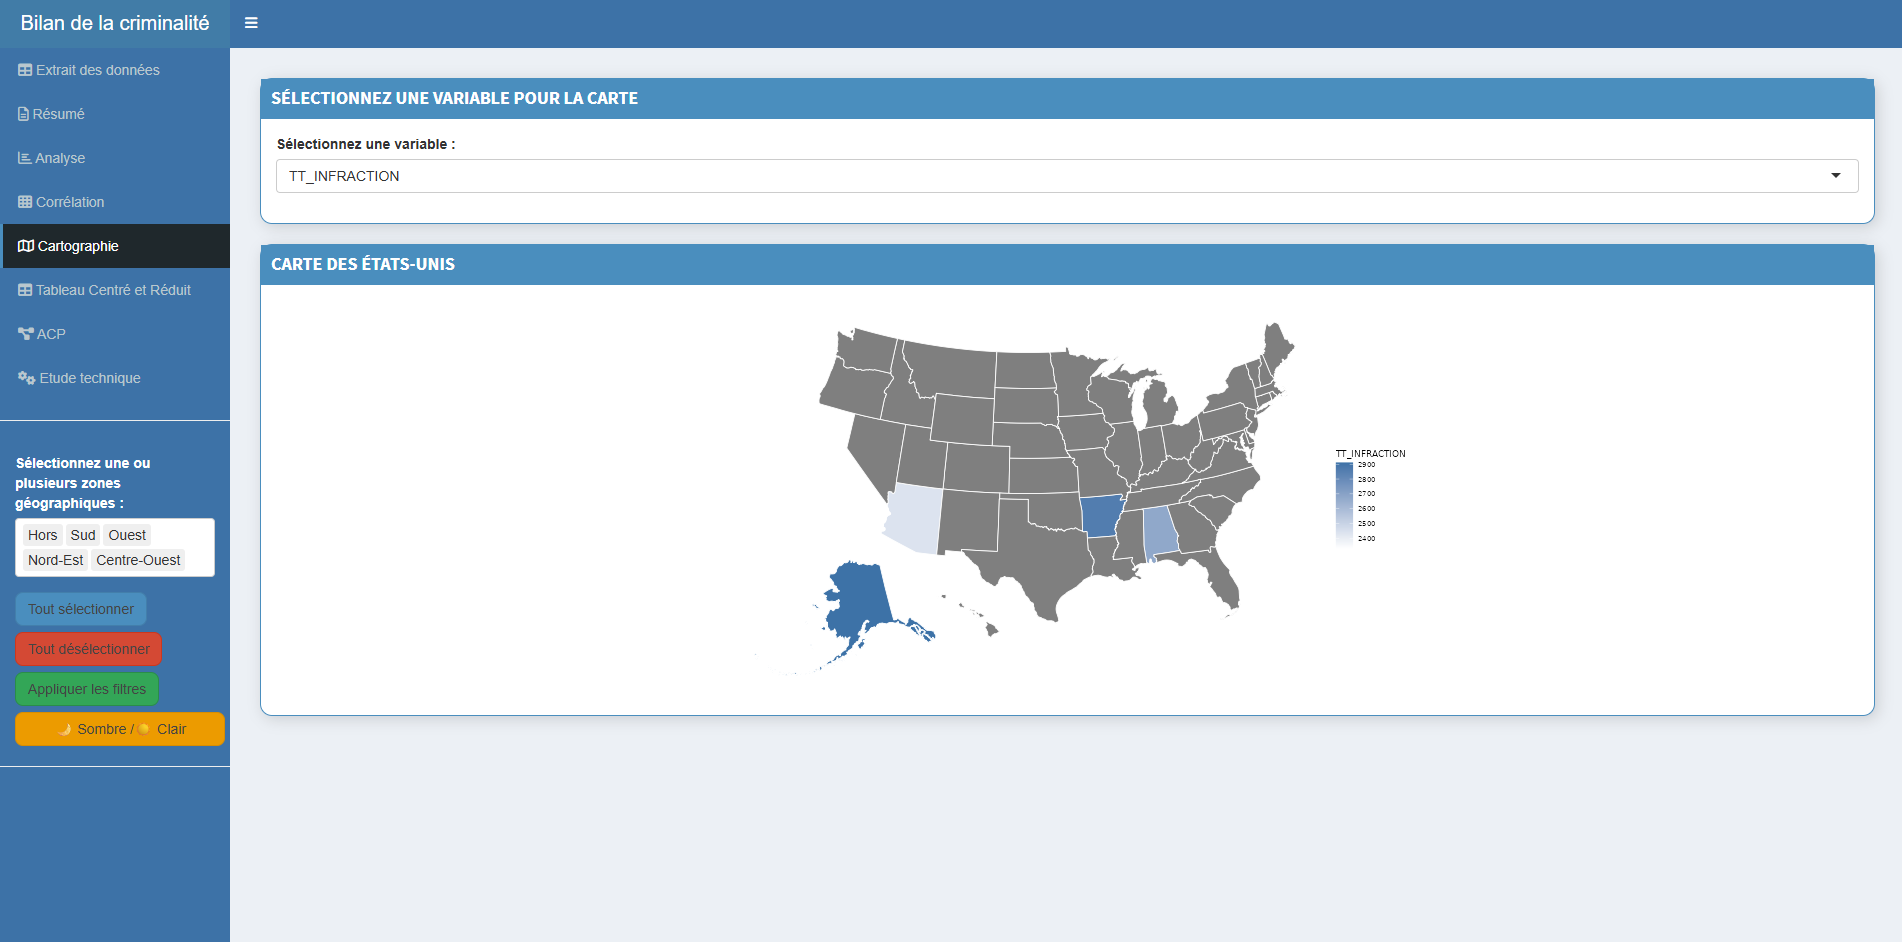 Bilan de la criminalité
Extrait des données
Résumé
Analyse
Corrélation
Cartographie
Tableau Centré et Réduit
ACP
Etude technique
Sélectionnez une ou
plusieurs zones
géographiques :
Hors Sud Ouest
Nord-Est Centre-Ouest
Tout sélectionner
Tout désélectionner
Appliquer les filtres
🌙 Sombre / ☀️ Clair
SÉLECTIONNEZ UNE VARIABLE POUR LA CARTE
Sélectionnez une variable :
TT_INFRACTION
CARTE DES ÉTATS-UNIS
TT_INFRACTION
2900
2800
2700
2600
2500
2400